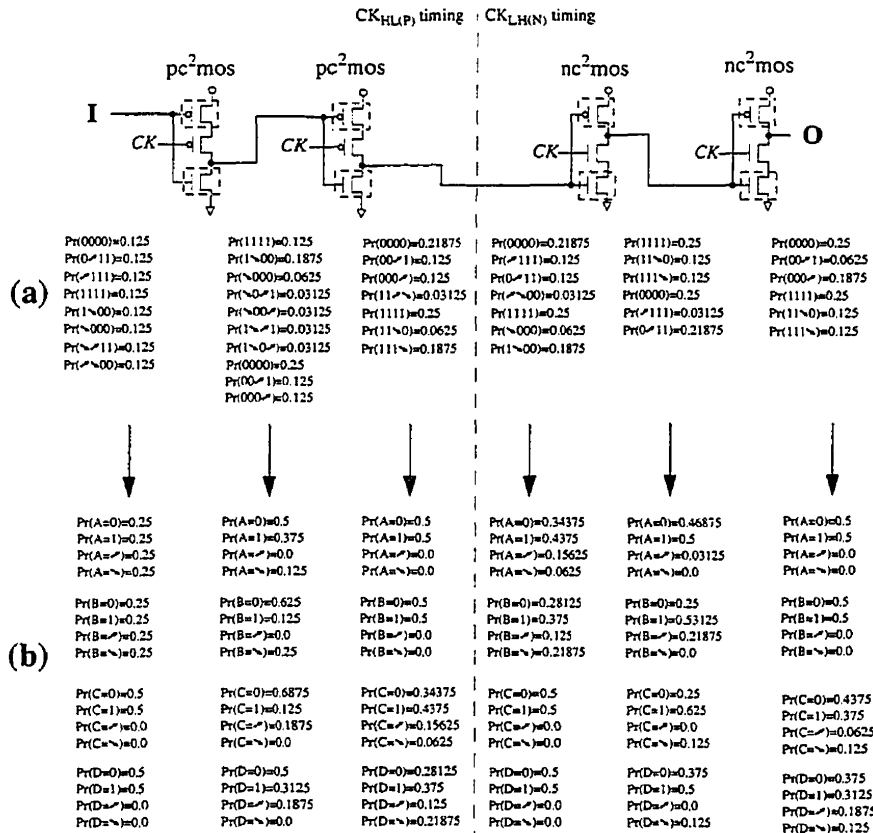 CK_HL(P) timing
CK_LH(N) timing
pc²mos
pc²mos
nc²mos
nc²mos
I
CK
CK
CK
CK
O
(a)
Pr(0000)=0.125
Pr(0↗11)=0.125
Pr(↗111)=0.125
Pr(1111)=0.125
Pr(1↘00)=0.125
Pr(↘000)=0.125
Pr(↘↗11)=0.125
Pr(↗↘00)=0.125
Pr(1111)=0.125
Pr(1↘00)=0.1875
Pr(↘000)=0.0625
Pr(↘0↗1)=0.03125
Pr(↘00↗)=0.03125
Pr(1↘↗1)=0.03125
Pr(1↘0↗)=0.03125
Pr(0000)=0.25
Pr(00↗1)=0.125
Pr(000↗)=0.125
Pr(0000)=0.21875
Pr(00↗1)=0.125
Pr(000↗)=0.125
Pr(11↗↘)=0.03125
Pr(1111)=0.25
Pr(11↘0)=0.0625
Pr(111↘)=0.1875
Pr(0000)=0.21875
Pr(↗111)=0.125
Pr(0↗11)=0.125
Pr(↗↘00)=0.03125
Pr(1111)=0.25
Pr(↘000)=0.0625
Pr(1↘00)=0.1875
Pr(1111)=0.25
Pr(11↘0)=0.125
Pr(111↘)=0.125
Pr(0000)=0.25
Pr(↗111)=0.03125
Pr(0↗11)=0.21875
Pr(0000)=0.25
Pr(00↗1)=0.0625
Pr(000↗)=0.1875
Pr(1111)=0.25
Pr(11↘0)=0.125
Pr(111↘)=0.125
(b)
Pr(A=0)=0.25
Pr(A=1)=0.25
Pr(A=↗)=0.25
Pr(A=↘)=0.25
Pr(B=0)=0.25
Pr(B=1)=0.25
Pr(B=↗)=0.25
Pr(B=↘)=0.25
Pr(C=0)=0.5
Pr(C=1)=0.5
Pr(C=↗)=0.0
Pr(C=↘)=0.0
Pr(D=0)=0.5
Pr(D=1)=0.5
Pr(D=↗)=0.0
Pr(D=↘)=0.0
Pr(A=0)=0.5
Pr(A=1)=0.375
Pr(A=↗)=0.0
Pr(A=↘)=0.125
Pr(B=0)=0.625
Pr(B=1)=0.125
Pr(B=↗)=0.0
Pr(B=↘)=0.25
Pr(C=0)=0.6875
Pr(C=1)=0.125
Pr(C=↗)=0.1875
Pr(C=↘)=0.0
Pr(D=0)=0.5
Pr(D=1)=0.3125
Pr(D=↗)=0.1875
Pr(D=↘)=0.0
Pr(A=0)=0.5
Pr(A=1)=0.5
Pr(A=↗)=0.0
Pr(A=↘)=0.0
Pr(B=0)=0.5
Pr(B=1)=0.5
Pr(B=↗)=0.0
Pr(B=↘)=0.0
Pr(C=0)=0.34375
Pr(C=1)=0.4375
Pr(C=↗)=0.15625
Pr(C=↘)=0.0625
Pr(D=0)=0.28125
Pr(D=1)=0.375
Pr(D=↗)=0.125
Pr(D=↘)=0.21875
Pr(A=0)=0.34375
Pr(A=1)=0.4375
Pr(A=↗)=0.15625
Pr(A=↘)=0.0625
Pr(B=0)=0.28125
Pr(B=1)=0.375
Pr(B=↗)=0.125
Pr(B=↘)=0.21875
Pr(C=0)=0.5
Pr(C=1)=0.5
Pr(C=↗)=0.0
Pr(C=↘)=0.0
Pr(D=0)=0.5
Pr(D=1)=0.5
Pr(D=↗)=0.0
Pr(D=↘)=0.0
Pr(A=0)=0.46875
Pr(A=1)=0.5
Pr(A=↗)=0.03125
Pr(A=↘)=0.0
Pr(B=0)=0.25
Pr(B=1)=0.53125
Pr(B=↗)=0.21875
Pr(B=↘)=0.0
Pr(C=0)=0.25
Pr(C=1)=0.625
Pr(C=↗)=0.0
Pr(C=↘)=0.125
Pr(D=0)=0.375
Pr(D=1)=0.5
Pr(D=↗)=0.0
Pr(D=↘)=0.125
Pr(A=0)=0.5
Pr(A=1)=0.5
Pr(A=↗)=0.0
Pr(A=↘)=0.0
Pr(B=0)=0.5
Pr(B=1)=0.5
Pr(B=↗)=0.0
Pr(B=↘)=0.0
Pr(C=0)=0.4375
Pr(C=1)=0.375
Pr(C=↗)=0.0625
Pr(C=↘)=0.125
Pr(D=0)=0.375
Pr(D=1)=0.3125
Pr(D=↗)=0.1875
Pr(D=↘)=0.125